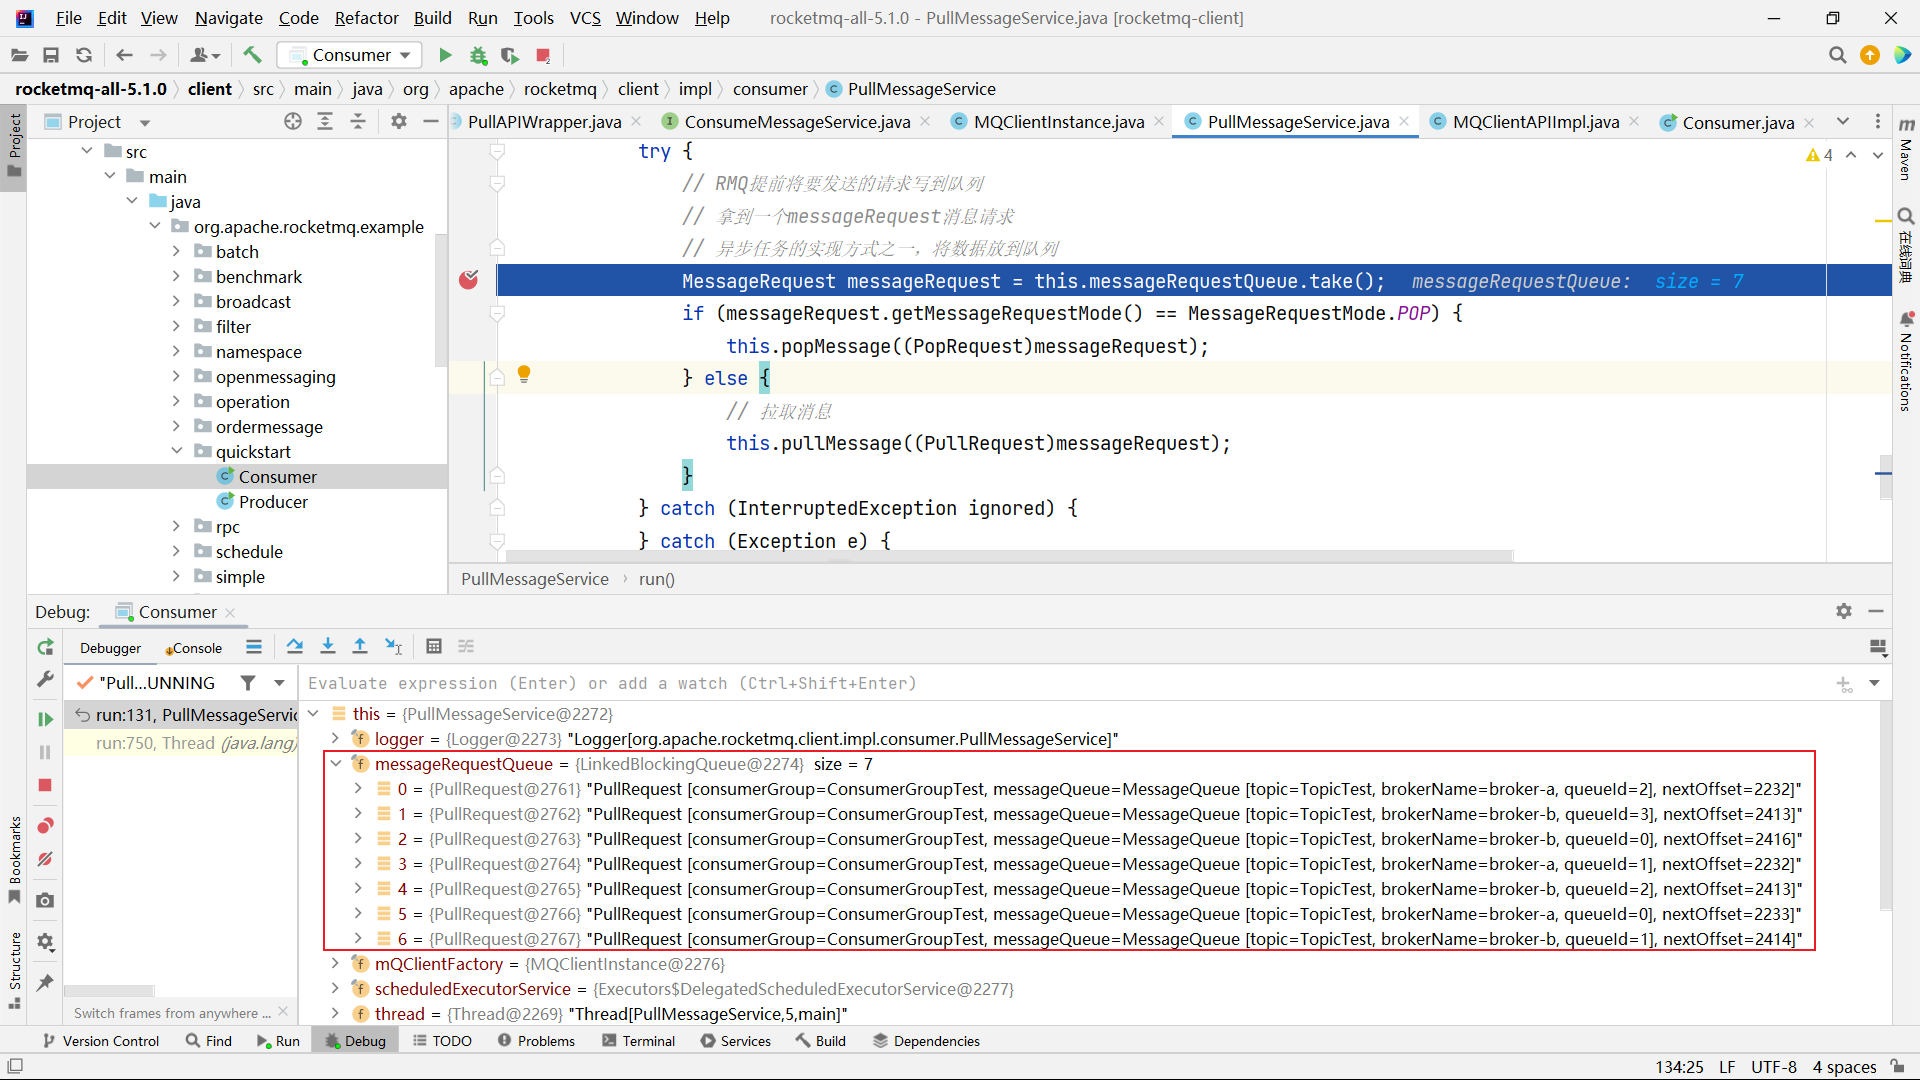 File Edit View Navigate Code Refactor Build Run Tools VCS Window Help rocketmq-all-5.1.0 - PullMessageService.java [rocketmq-client]
Consumer
rocketmq-all-5.1.0 client src main java org apache rocketmq client impl consumer PullMessageService
Project
Project
PullAPIWrapper.java ConsumeMessageService.java MQClientInstance.java PullMessageService.java MQClientAPIImpl.java Consumer.java
src
main
java
org.apache.rocketmq.example
batch
benchmark
broadcast
filter
namespace
openmessaging
operation
ordermessage
quickstart
Consumer
Producer
rpc
schedule
simple
try {
// RMQ提前将要发送的请求写到队列
// 拿到一个messageRequest消息请求
// 异步任务的实现方式之一，将数据放到队列
MessageRequest messageRequest = this.messageRequestQueue.take(); messageRequestQueue: size = 7
if (messageRequest.getMessageRequestMode() == MessageRequestMode.POP) {
this.popMessage((PopRequest)messageRequest);
} else {
// 拉取消息
this.pullMessage((PullRequest)messageRequest);
}
} catch (InterruptedException ignored) {
} catch (Exception e) {
4
Maven
在线词典
Notifications
PullMessageService run()
Debug: Consumer
Debugger Console
"Pull...UNNING
Evaluate expression (Enter) or add a watch (Ctrl+Shift+Enter)
run:131, PullMessageServic
run:750, Thread (java.lang)
this = {PullMessageService@2272}
logger = {Logger@2273} "Logger[org.apache.rocketmq.client.impl.consumer.PullMessageService]"
messageRequestQueue = {LinkedBlockingQueue@2274} size = 7
0 = {PullRequest@2761} "PullRequest [consumerGroup=ConsumerGroupTest, messageQueue=MessageQueue [topic=TopicTest, brokerName=broker-a, queueId=2], nextOffset=2232]"
1 = {PullRequest@2762} "PullRequest [consumerGroup=ConsumerGroupTest, messageQueue=MessageQueue [topic=TopicTest, brokerName=broker-b, queueId=3], nextOffset=2413]"
2 = {PullRequest@2763} "PullRequest [consumerGroup=ConsumerGroupTest, messageQueue=MessageQueue [topic=TopicTest, brokerName=broker-b, queueId=0], nextOffset=2416]"
3 = {PullRequest@2764} "PullRequest [consumerGroup=ConsumerGroupTest, messageQueue=MessageQueue [topic=TopicTest, brokerName=broker-a, queueId=1], nextOffset=2232]"
4 = {PullRequest@2765} "PullRequest [consumerGroup=ConsumerGroupTest, messageQueue=MessageQueue [topic=TopicTest, brokerName=broker-b, queueId=2], nextOffset=2413]"
5 = {PullRequest@2766} "PullRequest [consumerGroup=ConsumerGroupTest, messageQueue=MessageQueue [topic=TopicTest, brokerName=broker-a, queueId=0], nextOffset=2233]"
6 = {PullRequest@2767} "PullRequest [consumerGroup=ConsumerGroupTest, messageQueue=MessageQueue [topic=TopicTest, brokerName=broker-b, queueId=1], nextOffset=2414]"
mQClientFactory = {MQClientInstance@2276}
scheduledExecutorService = {Executors$DelegatedScheduledExecutorService@2277}
thread = {Thread@2269} "Thread[PullMessageService,5,main]"
Bookmarks
Structure
Switch frames from anywhere ...
Version Control Find Run Debug TODO Problems Terminal Services Build Dependencies
134:25 LF UTF-8 4 spaces